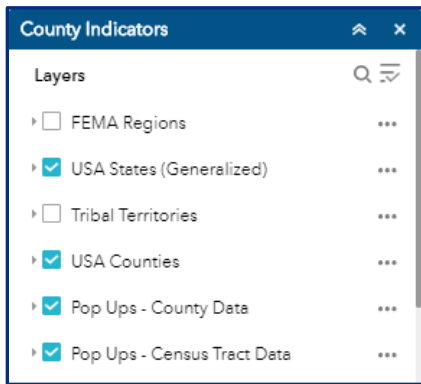 County Indicators
Layers
FEMA Regions
USA States (Generalized)
Tribal Territories
USA Counties
Pop Ups - County Data
Pop Ups - Census Tract Data